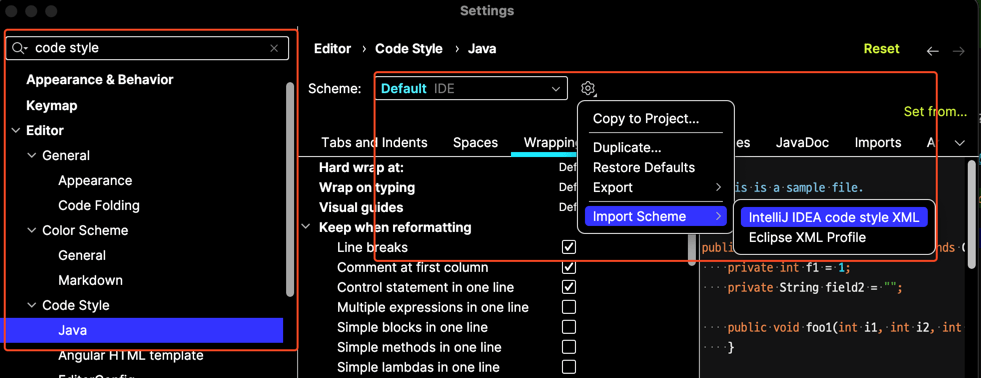 Settings
code style
Appearance & Behavior
Keymap
Editor
General
Appearance
Code Folding
Color Scheme
General
Markdown
Code Style
Java
Angular HTML template
EditorConfig
Editor › Code Style › Java
Reset
Scheme: Default IDE
Set from...
Tabs and Indents Spaces Wrapping es JavaDoc Imports A
Hard wrap at: Def
Wrap on typing Def
Visual guides Def
Keep when reformatting
Line breaks
Comment at first column
Control statement in one line
Multiple expressions in one line
Simple blocks in one line
Simple methods in one line
Simple lambdas in one line
Copy to Project...
Duplicate...
Restore Defaults
Export
Import Scheme
IntelliJ IDEA code style XML
Eclipse XML Profile
is is a sample file.
publ nds
private int f1 = 1;
private String field2 = "";
public void foo1(int i1, int i2, int
}